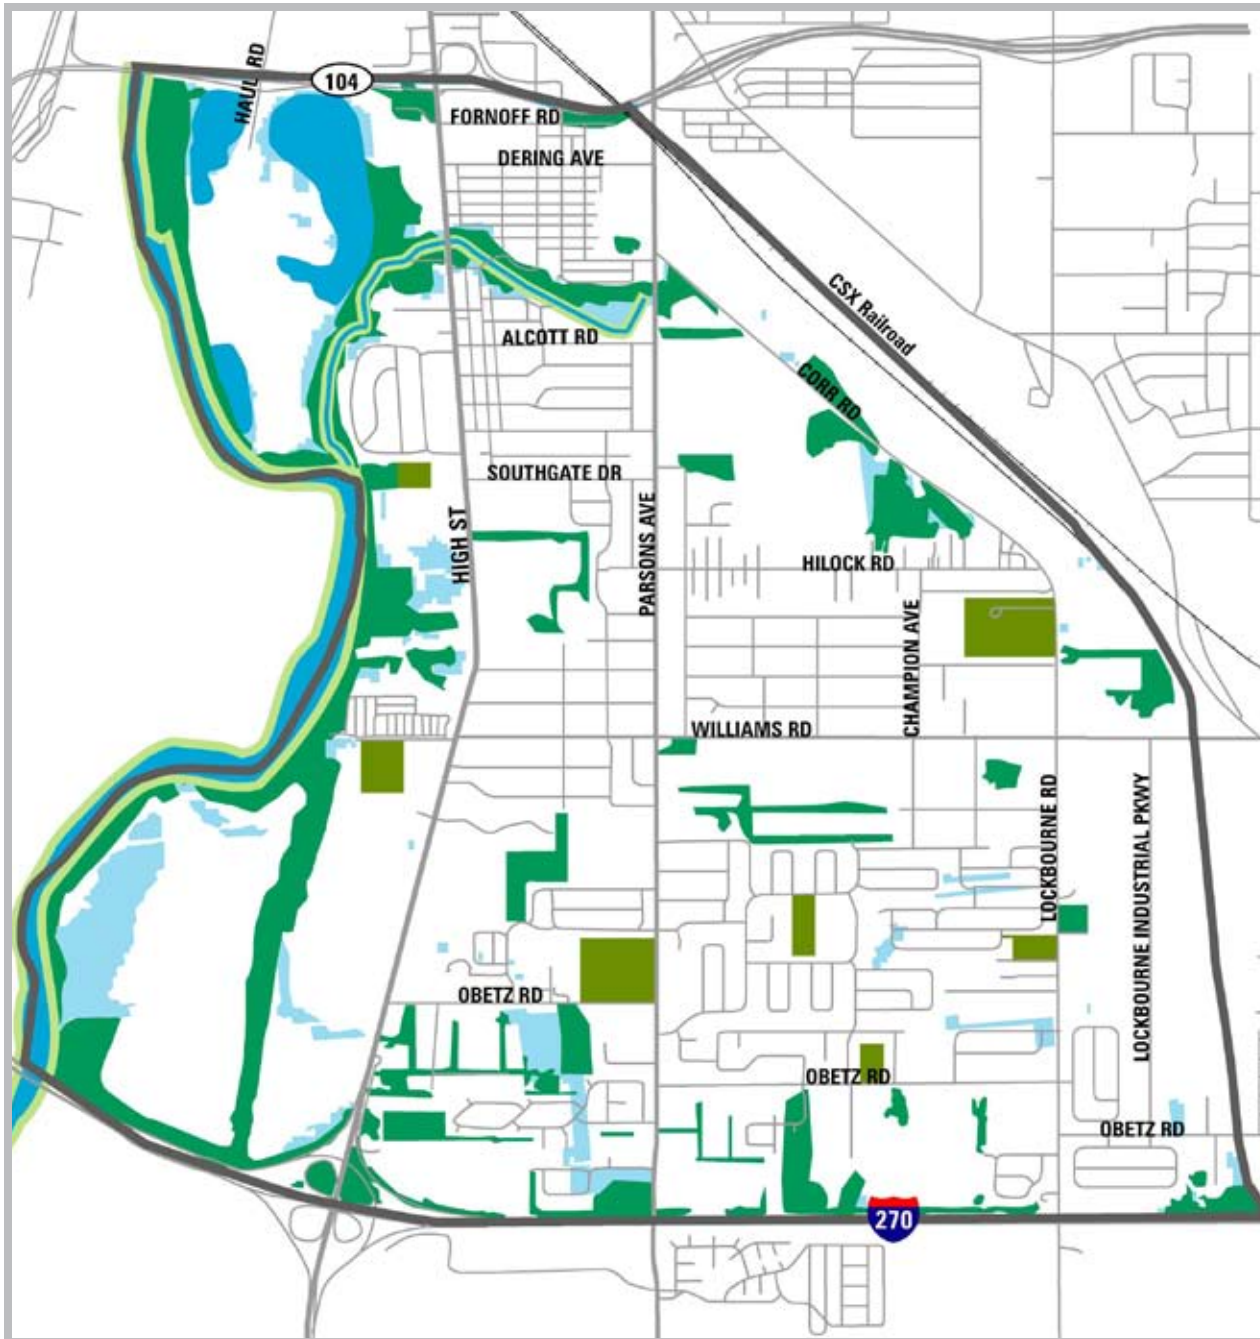 HAUL RD
104
FORNOFF RD
DERING AVE
CSX Railroad
ALCOTT RD
CORR RD
SOUTHGATE DR
HIGH ST
PARSONS AVE
HILOCK RD
CHAMPION AVE
WILLIAMS RD
LOCKBOURNE RD
LOCKBOURNE INDUSTRIAL PKWY
OBETZ RD
OBETZ RD
OBETZ RD
270